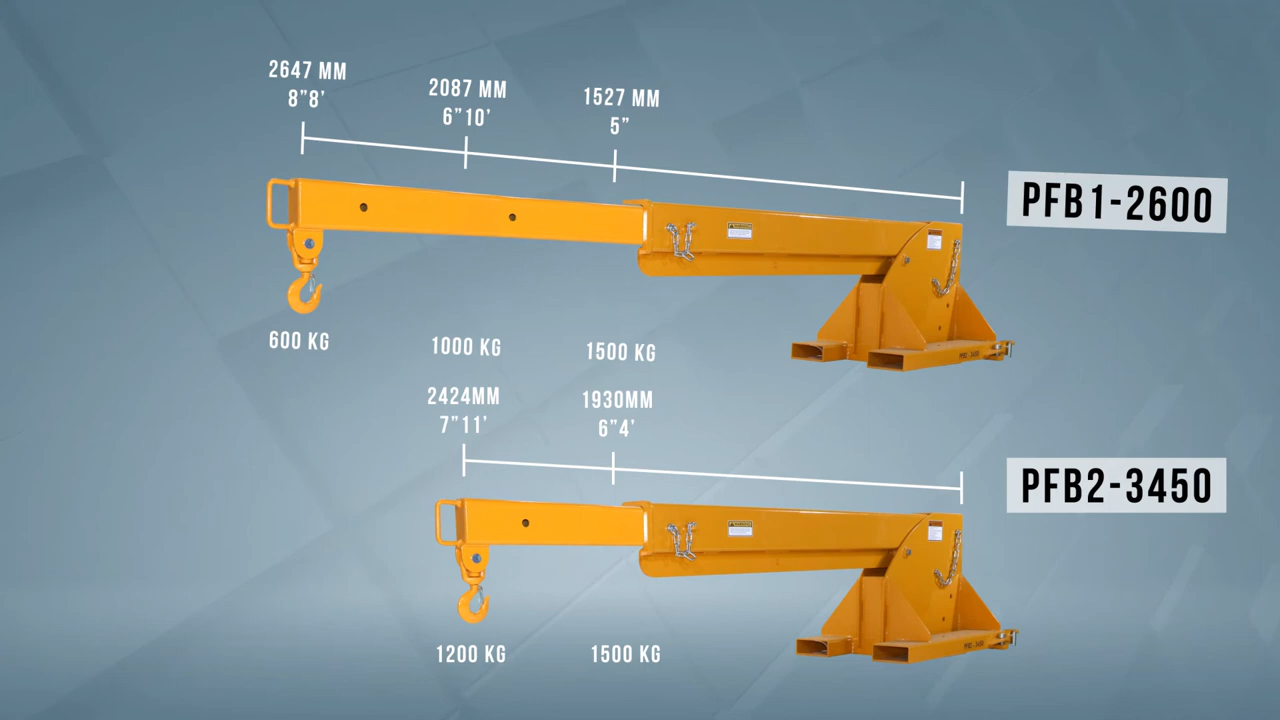 2647 MM
8”8’
2087 MM
6”10’
1527 MM
5”
PFB1-2600
600 KG
1000 KG
1500 KG
2424MM
7”11’
1930MM
6”4’
PFB2-3450
1200 KG
1500 KG